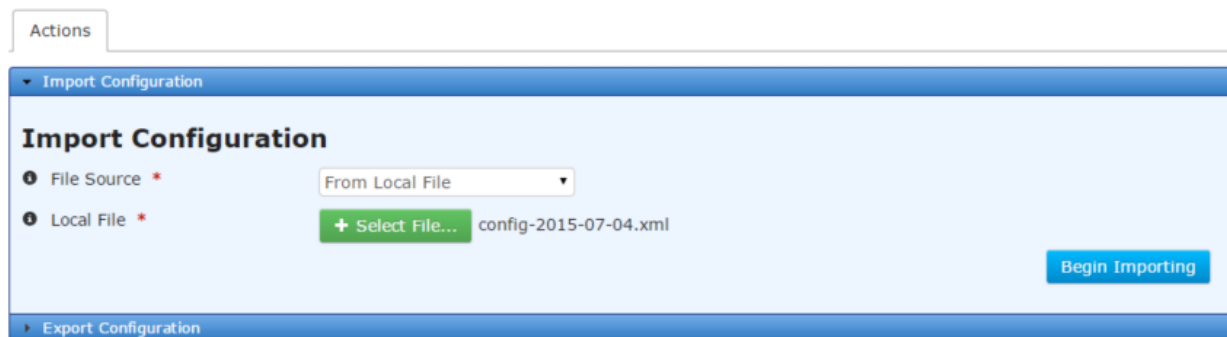 Actions
Import Configuration
Import Configuration
File Source *
From Local File
Local File *
+ Select File...
config-2015-07-04.xml
Begin Importing
Export Configuration